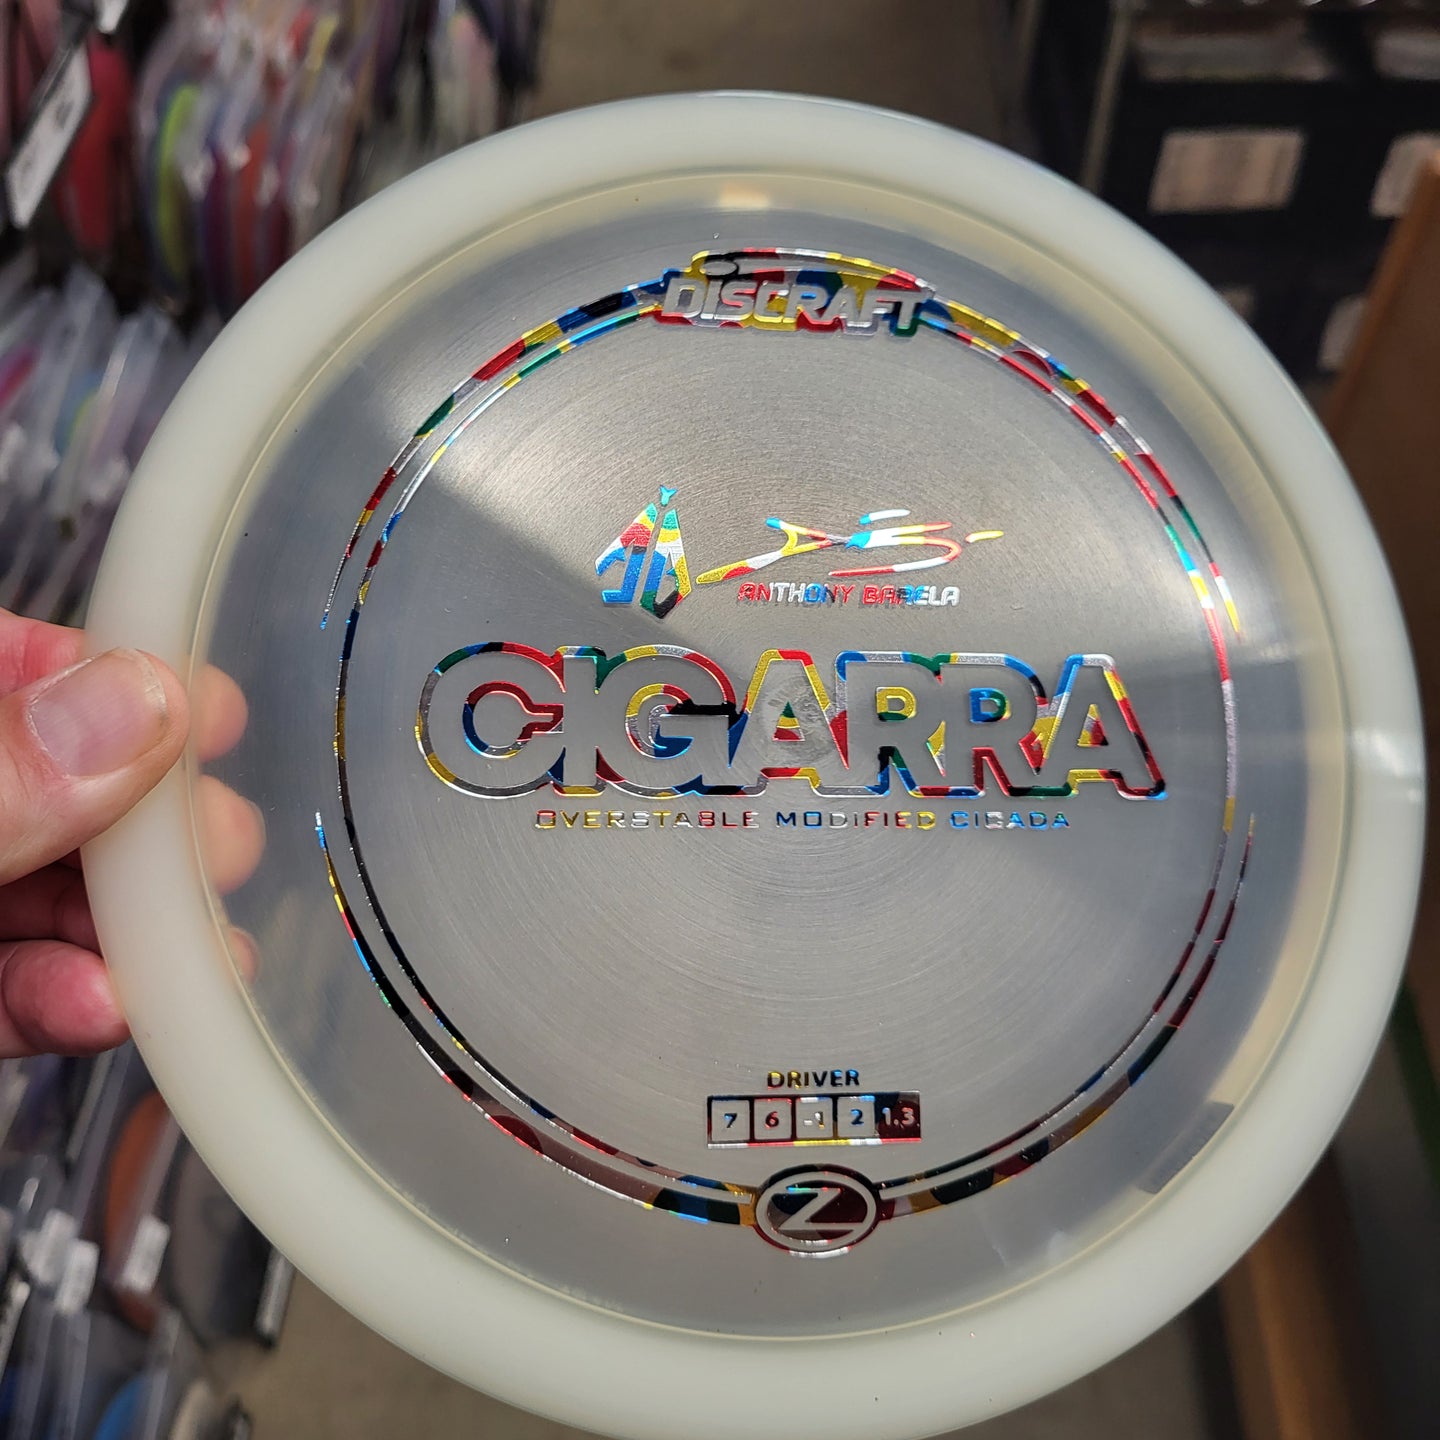 DISCRAFT
ANTHONY BARELA
CIGARRA
OVERSTABLE MODIFIED CICADA
DRIVER
7 6 -1 2 1.3
Z